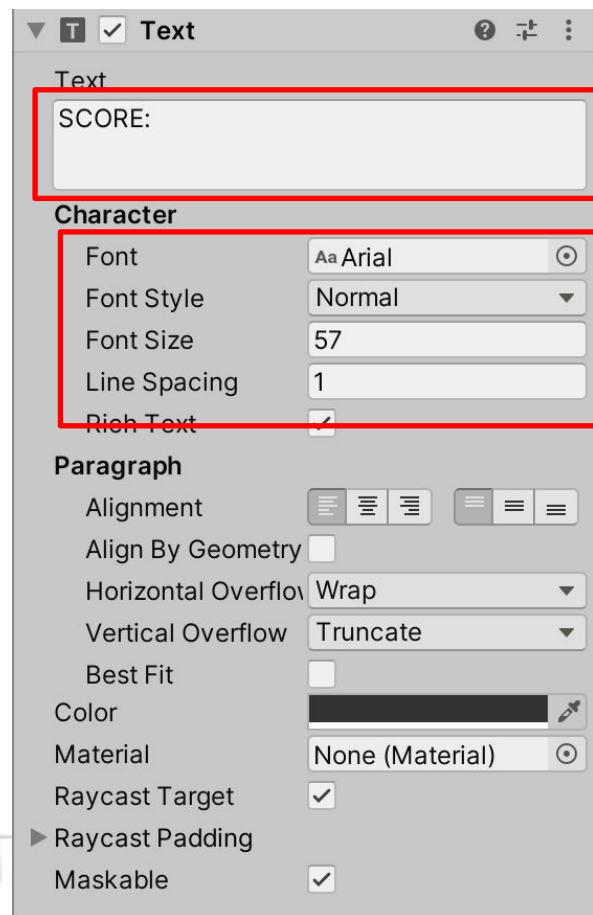 Text
Text
SCORE:
Character
Font Aa Arial
Font Style Normal
Font Size 57
Line Spacing 1
Rich Text
Paragraph
Alignment
Align By Geometry
Horizontal Overflo Wrap
Vertical Overflow Truncate
Best Fit
Color
Material None (Material)
Raycast Target
Raycast Padding
Maskable